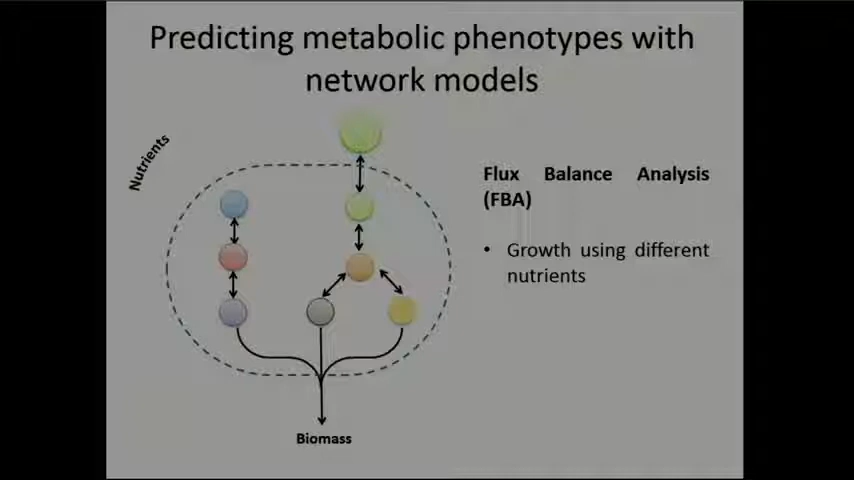 Predicting metabolic phenotypes with
network models
Nutrients
Flux Balance Analysis
(FBA)
• Growth using different
nutrients
Biomass